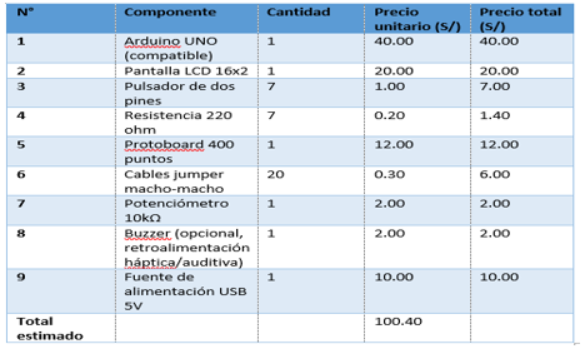 N° Componente Cantidad Precio Precio total
unitario (S/) (S/)
1 Arduino UNO 1 40.00 40.00
(compatible)
2 Pantalla LCD 16x2 1 20.00 20.00
3 Pulsador de dos 7 1.00 7.00
pines
4 Resistencia 220 7 0.20 1.40
ohm
5 Protoboard 400 1 12.00 12.00
puntos
6 Cables jumper 20 0.30 6.00
macho-macho
7 Potenciómetro 1 2.00 2.00
10kΩ
8 Buzzer (opcional, 1 2.00 2.00
retroalimentación
háptica/auditiva)
9 Fuente de 1 10.00 10.00
alimentación USB
5V
Total 100.40
estimado